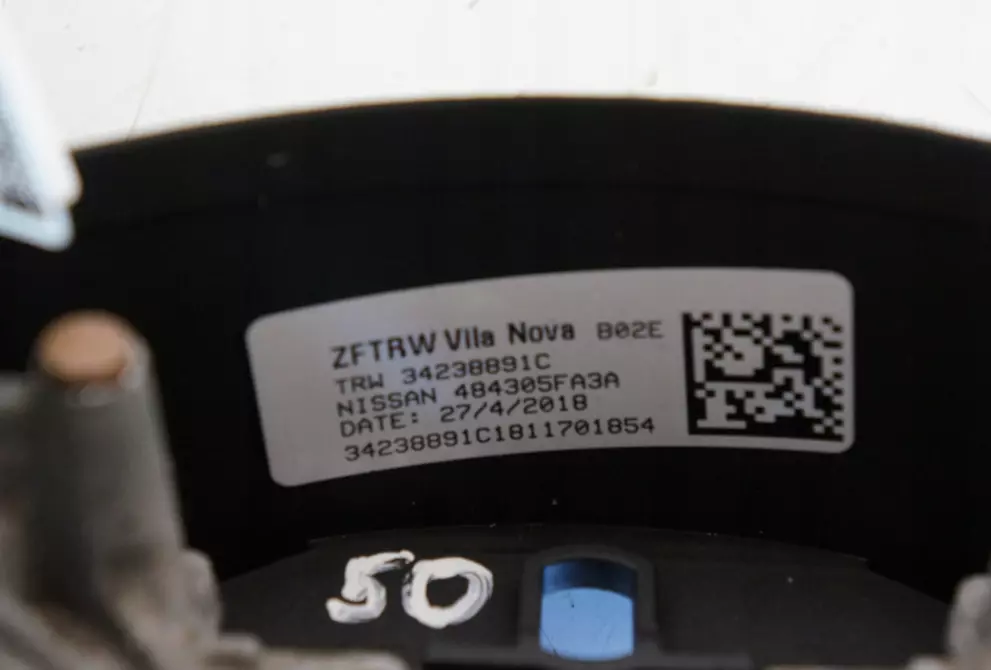 ZFTRW Vila Nova B02E
TRW 34238891C
NISSAN 484305FA3A
DATE: 27/4/2018
34238891C1811701854
50